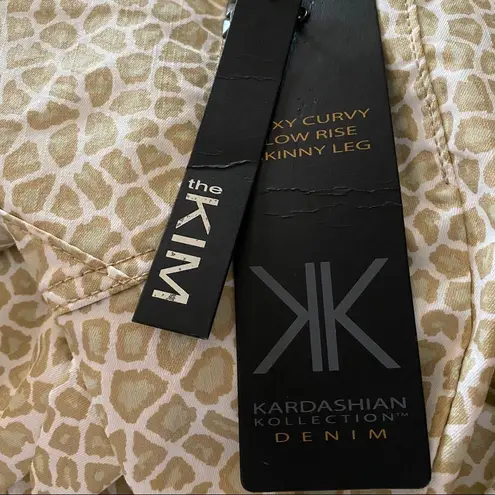 the
KIM
XY CURVY
LOW RISE
KINNY LEG
KK
KARDASHIAN
KOLLECTION™
DENIM